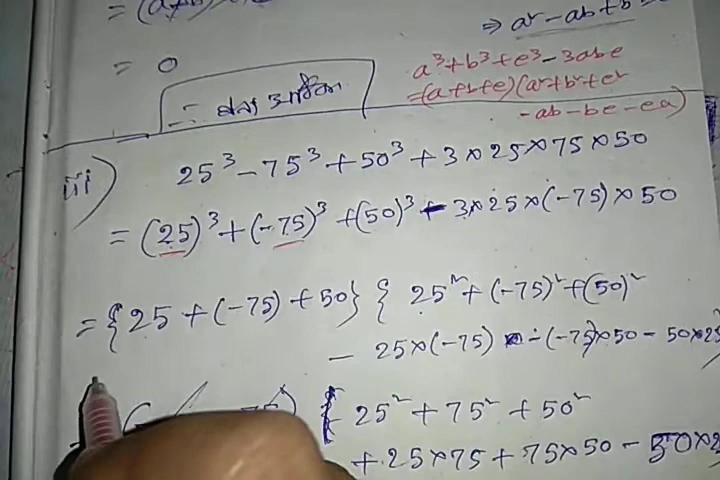 = (a+b)
⇒ a² - ab + b
= 0
a³ + b³ + c³ - 3abc
= (a+b+c)(a² + b² + c²
- ab - bc - ca)
iii) 25³ - 75³ + 50³ + 3 × 25 × 75 × 50
= (25)³ + (-75)³ + (50)³ - 3 × 25 × (-75) × 50
= {25 + (-75) + 50} { 25² + (-75)² + (50)²
- 25 × (-75) - (-75) × 50 - 50 × 25
25² + 75² + 50²
+ 25 × 75 + 75 × 50 - 50 × 2